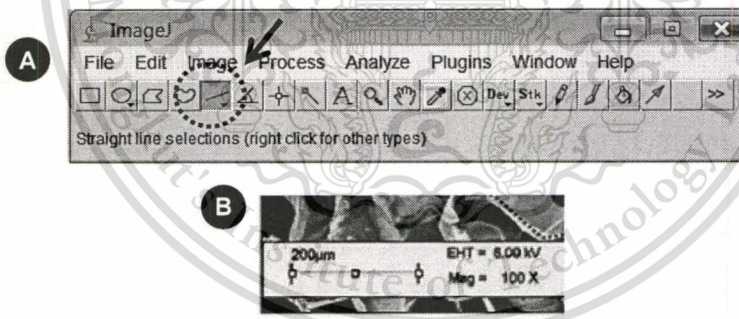 A
ImageJ
File Edit Image Process Analyze Plugins Window Help
A Dev Stk >>
Straight line selections (right click for other types)
B
200µm EHT = 6.00 kV
Mag = 100 X